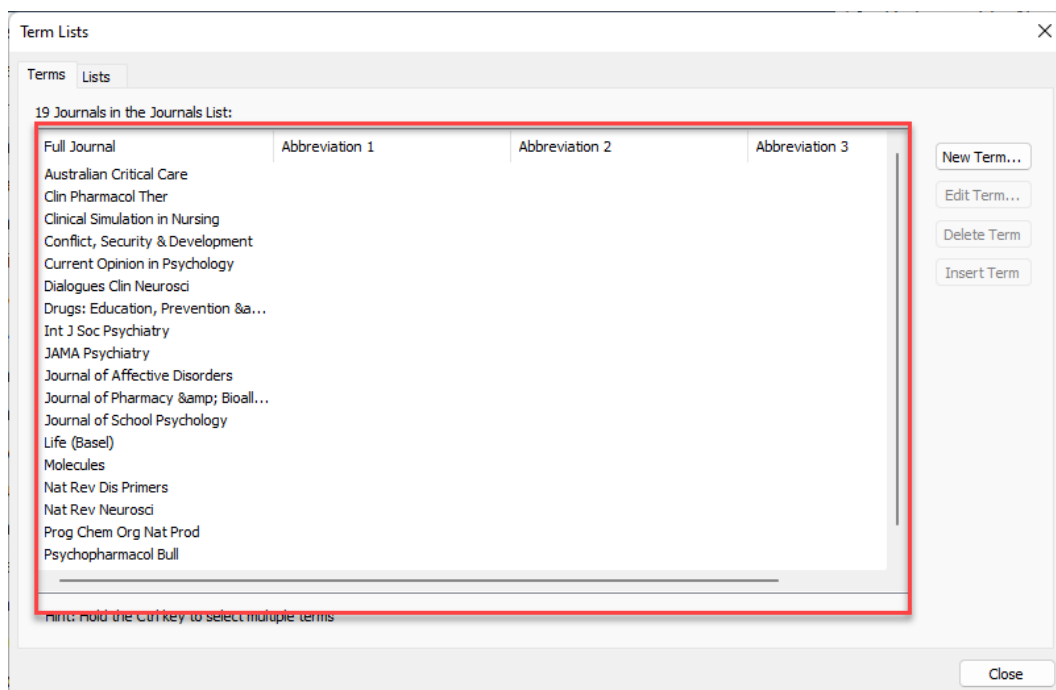 Term Lists
Terms Lists
19 Journals in the Journals List:
Full Journal Abbreviation 1 Abbreviation 2 Abbreviation 3
Australian Critical Care
Clin Pharmacol Ther
Clinical Simulation in Nursing
Conflict, Security & Development
Current Opinion in Psychology
Dialogues Clin Neurosci
Drugs: Education, Prevention &a...
Int J Soc Psychiatry
JAMA Psychiatry
Journal of Affective Disorders
Journal of Pharmacy &amp; Bioall...
Journal of School Psychology
Life (Basel)
Molecules
Nat Rev Dis Primers
Nat Rev Neurosci
Prog Chem Org Nat Prod
Psychopharmacol Bull
Hint: Hold the Ctrl key to select multiple terms
New Term...
Edit Term...
Delete Term
Insert Term
Close